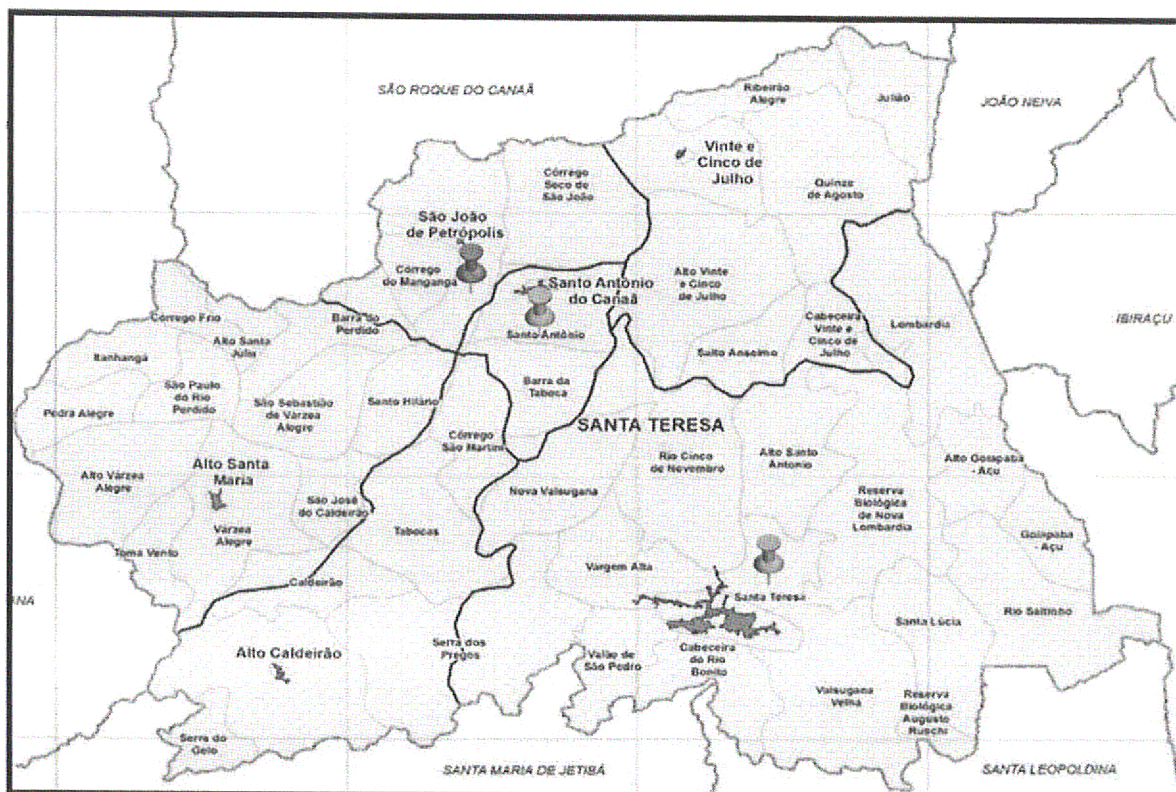 SÃO ROQUE DO CANAÃ
JOÃO NEIVA
Ribeirão
Alegre
Julião
Vinte e
Cinco de
Julho
Córrego
Seco de
São João
Quinze
de Agosto
São João
de Petrópolis
Córrego
do Mangangá
Santo Antônio
do Canaã
Alto Vinte
e Cinco
de Julho
Santo Antônio
Cabeceira
Vinte e
Cinco de
Julho
Lombardia
IBIRAÇU
Córrego Frio
Barra do
Perdido
Alto Santa
Júlia
Itanhanga
Salto Anselmo
São Paulo
do Rio
Perdido
Barra da
Taboca
Pedra Alegre
São Sebastião
de Várzea
Alegre
Santo Hilário
SANTA TERESA
Córrego
São Martini
Rio Cinco
de Novembro
Alto Santo
Antonio
Alto Goiapaba
- Açu
Alto Santa
Maria
Alto Várzea
Alegre
Nova Valsugana
Reserva
Biológica
de Nova
Lombardia
São José
do Caldeirão
Várzea
Alegre
Tabocas
Goiapaba
- Açu
Toma Vento
Vargem Alta
Caldeirão
Santa Teresa
INA
Rio Saltinho
Santa Lúcia
Alto Caldeirão
Serra dos
Pregos
Valão de
São Pedro
Cabeceira
do Rio
Bonito
Valsugana
Velha
Reserva
Biológica
Augusto
Ruschi
Serra do
Gelo
SANTA MARIA DE JETIBÁ
SANTA LEOPOLDINA